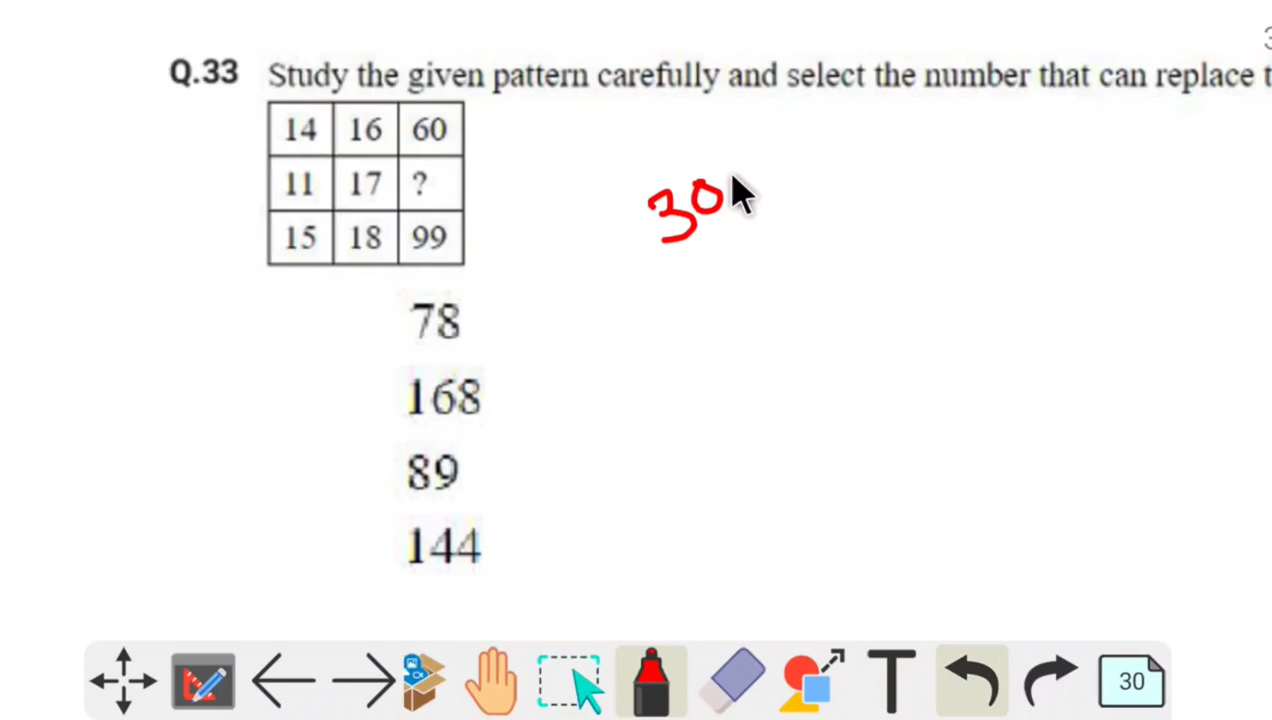 Q.33 Study the given pattern carefully and select the number that can replace t
14 16 60
11 17 ?
15 18 99
30
78
168
89
144
T
30